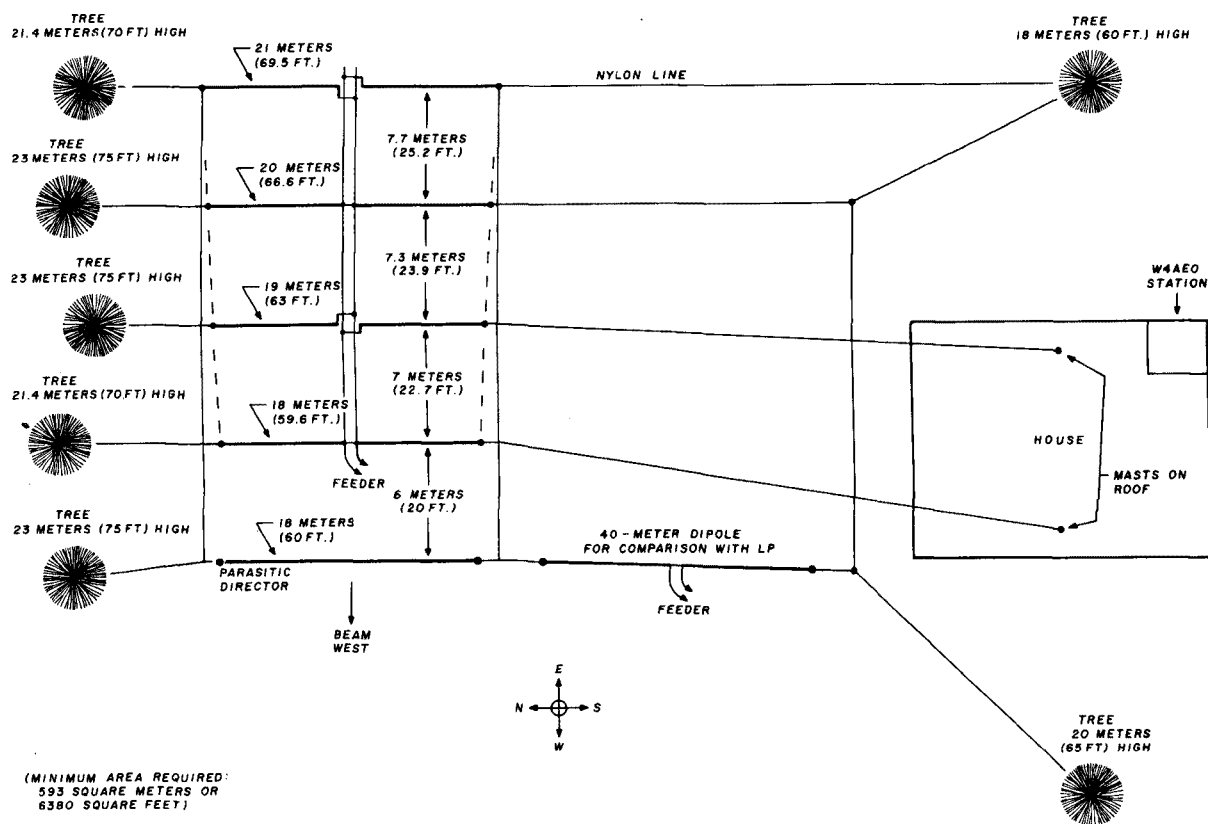 TREE
21.4 METERS (70 FT) HIGH
TREE
18 METERS (60 FT.) HIGH
21 METERS
(69.5 FT.)
NYLON LINE
7.7 METERS
(25.2 FT.)
TREE
23 METERS (75 FT) HIGH
20 METERS
(66.6 FT.)
7.3 METERS
(23.9 FT.)
TREE
23 METERS (75 FT) HIGH
19 METERS
(63 FT.)
W4AEO
STATION
7 METERS
(22.7 FT.)
TREE
21.4 METERS (70 FT) HIGH
18 METERS
(59.6 FT.)
HOUSE
MASTS ON
ROOF
FEEDER
6 METERS
(20 FT.)
TREE
23 METERS (75 FT) HIGH
18 METERS
(60 FT.)
40-METER DIPOLE
FOR COMPARISON WITH LP
PARASITIC
DIRECTOR
FEEDER
BEAM
WEST
E
N S
W
TREE
20 METERS
(65 FT) HIGH
(MINIMUM AREA REQUIRED:
593 SQUARE METERS OR
6380 SQUARE FEET)